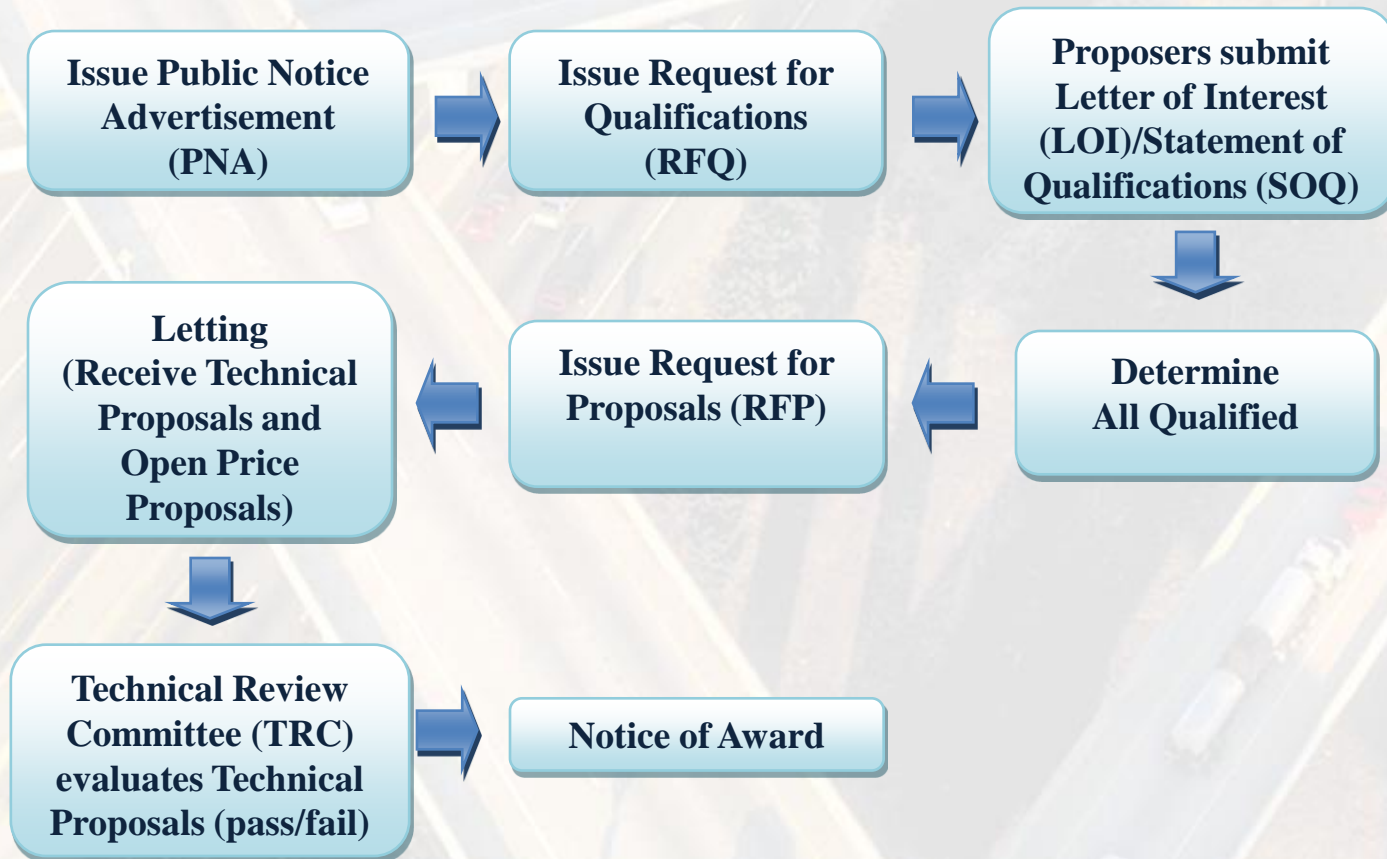 Issue Public Notice
Advertisement
(PNA)
Issue Request for
Qualifications
(RFQ)
Proposers submit
Letter of Interest
(LOI)/Statement of
Qualifications (SOQ)
Determine
All Qualified
Issue Request for
Proposals (RFP)
Letting
(Receive Technical
Proposals and
Open Price
Proposals)
Technical Review
Committee (TRC)
evaluates Technical
Proposals (pass/fail)
Notice of Award